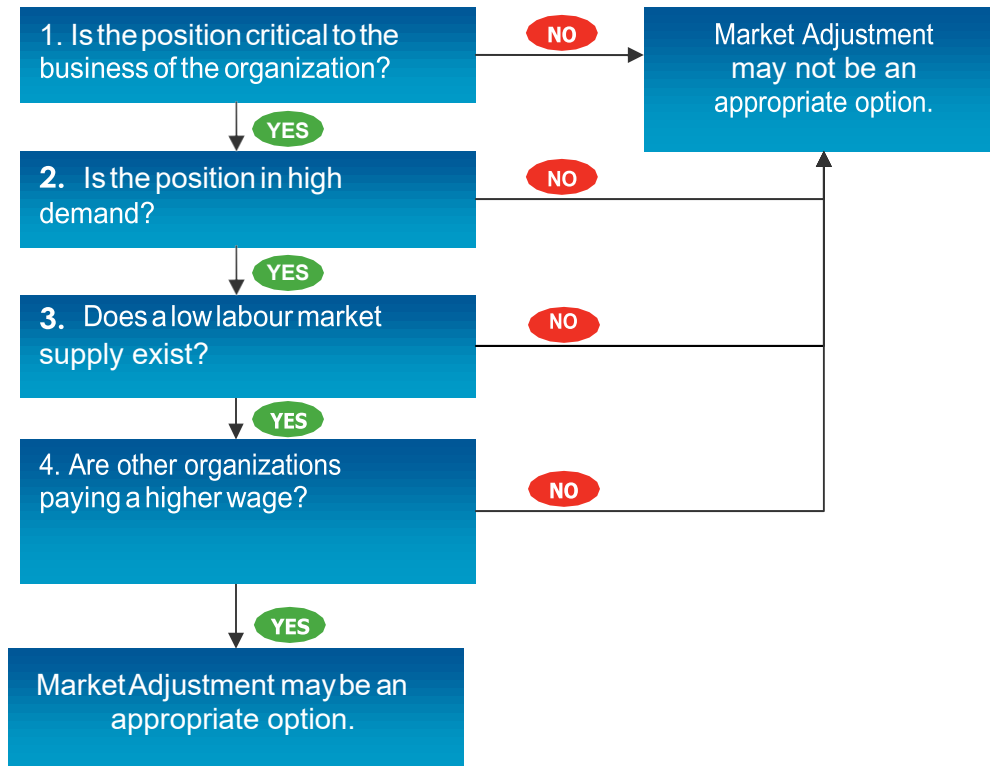 1. Is the position critical to the
business of the organization?
NO
Market Adjustment
may not be an
appropriate option.
YES
2. Is the position in high
demand?
NO
YES
3. Does a low labour market
supply exist?
NO
YES
4. Are other organizations
paying a higher wage?
NO
YES
Market Adjustment may be an
appropriate option.